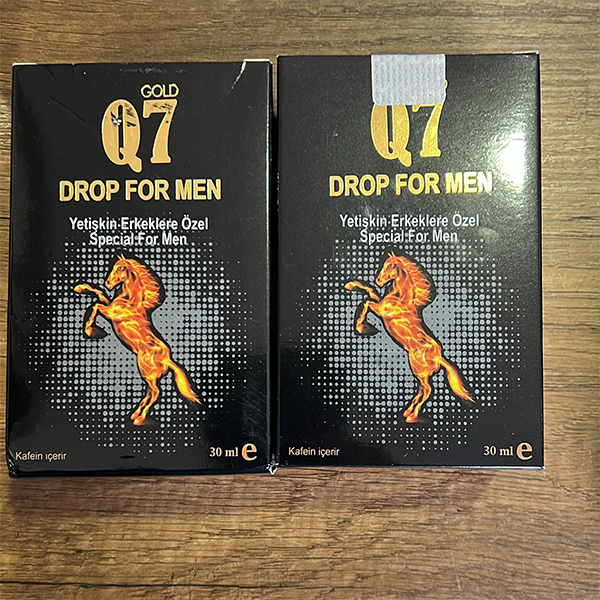 GOLD
Q7
DROP FOR MEN
Yetişkin Erkeklere Özel
Special For Men
Kafein içerir
30 ml e
Q7
DROP FOR MEN
Yetişkin Erkeklere Özel
Special For Men
Kafein içerir
30 ml e